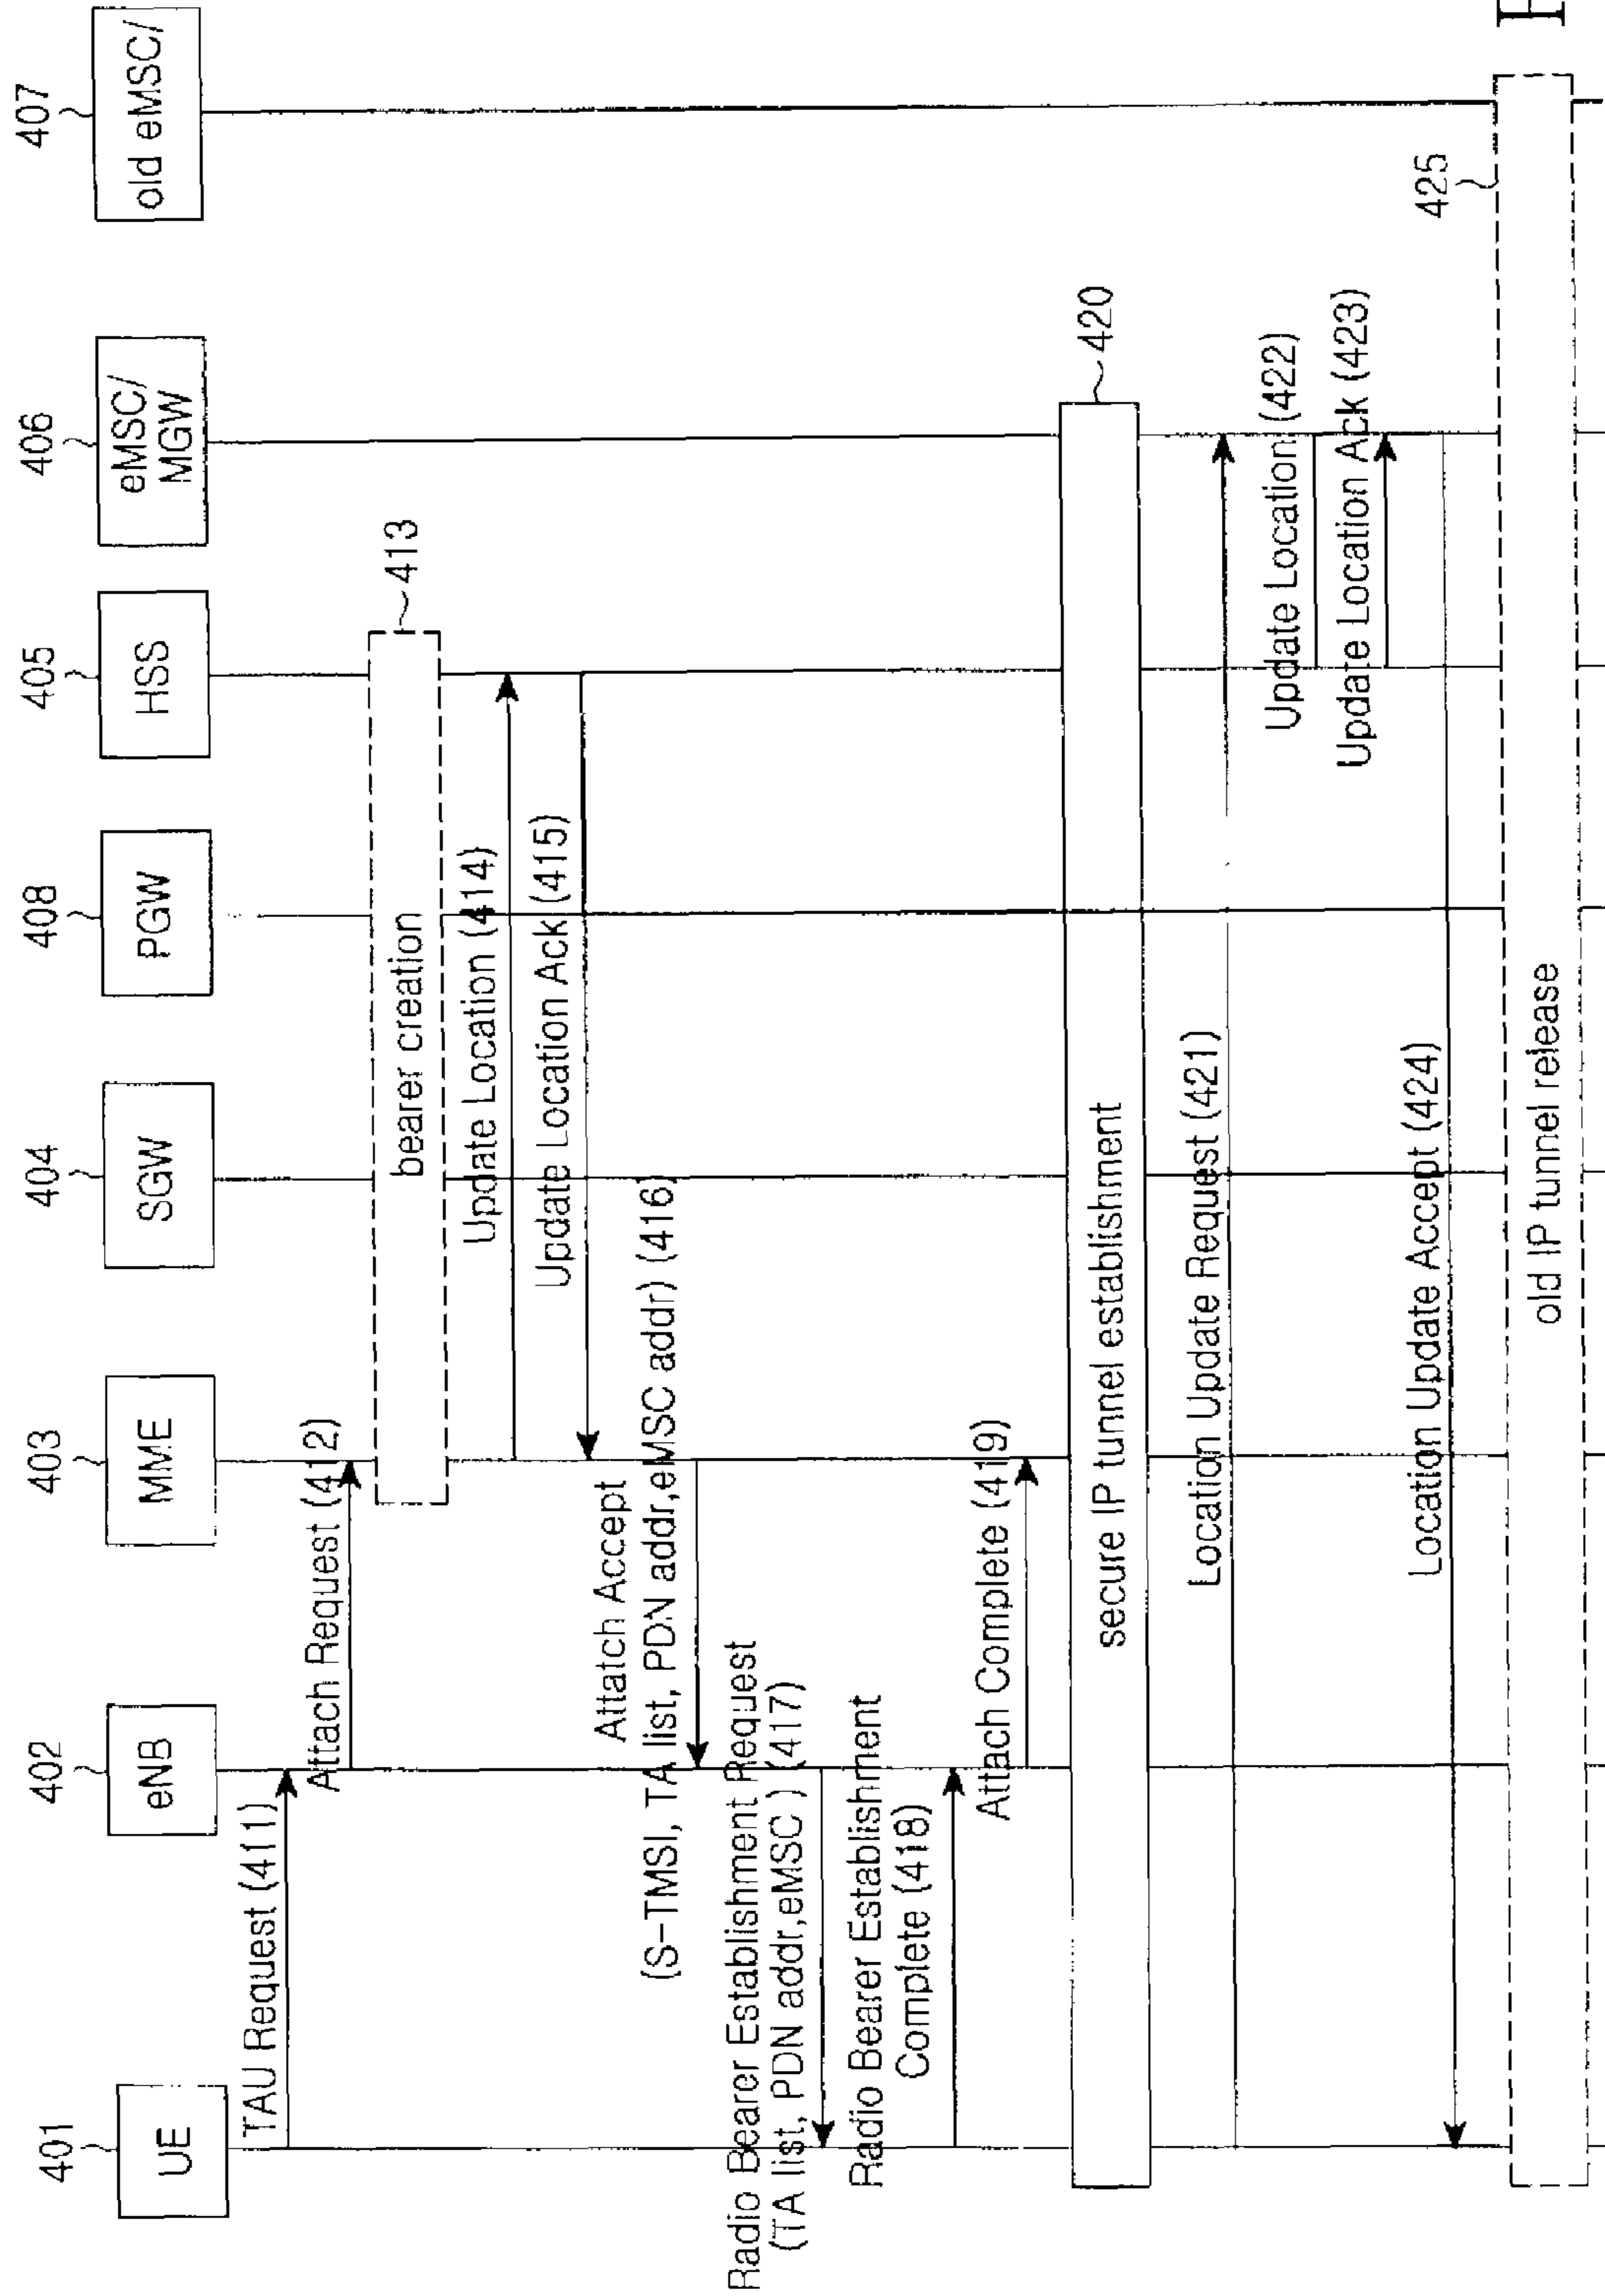 401
402
403
404
408
405
406
407
UE
eNB
MME
SGW
PGW
HSS
eMSC/
MGW
old eMSC/
TAU Request (411)
Attach Request (412)
bearer creation
413
Update Location (414)
Update Location Ack (415)
Attatch Accept
(S-TMSI, TA list, PDN addr,eMSC addr) (416)
Radio Bearer Establishment Request
(TA list, PDN addr,eMSC ) (417)
Radio Bearer Establishment
Complete (418)
Attach Complete (419)
secure IP tunnel establishment
420
Location Update Request (421)
Update Location (422)
Update Location Ack (423)
Location Update Accept (424)
425
old IP tunnel release